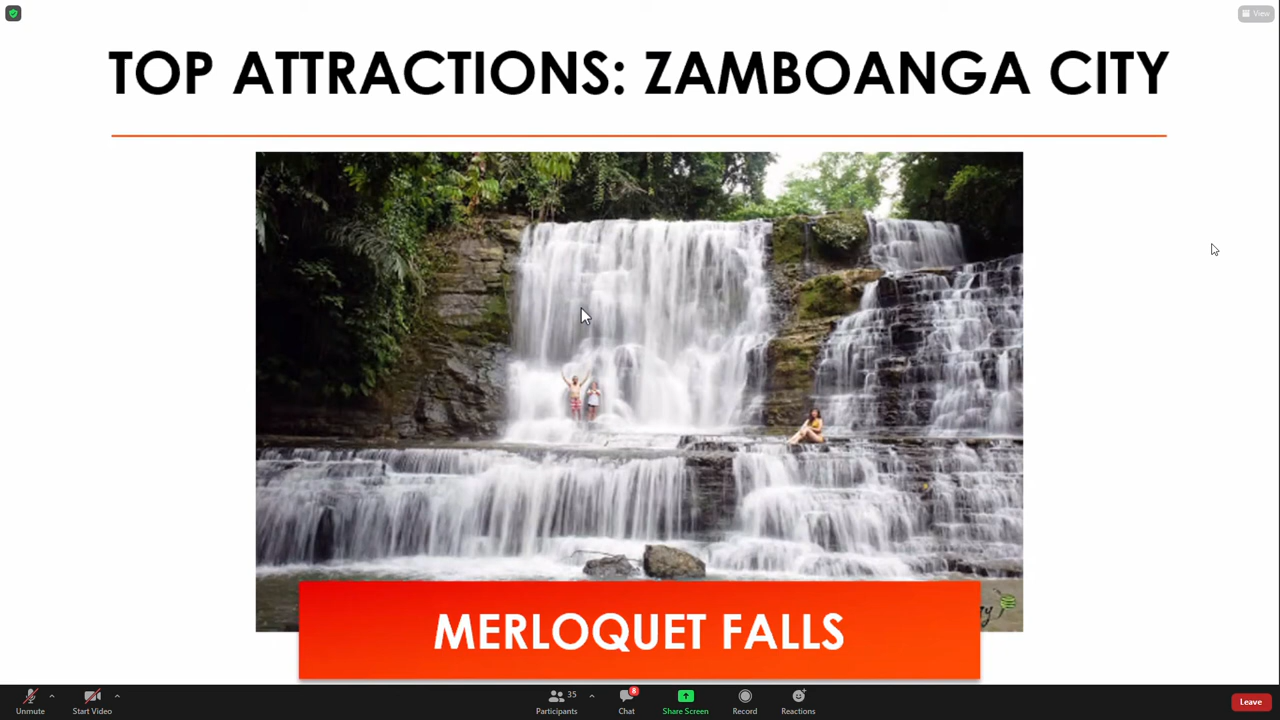 View
TOP ATTRACTIONS: ZAMBOANGA CITY
MERLOQUET FALLS
Unmute
Start Video
35
Participants
8
Chat
Share Screen
Record
Reactions
Leave